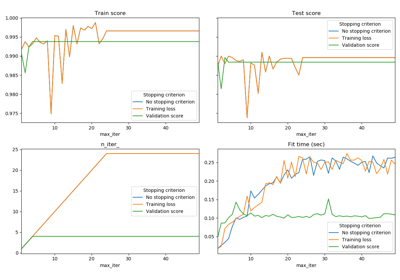 Train score
Test score
1.000
0.995
0.990
0.985
0.980
0.975
Stopping criterion
No stopping criterion
Training loss
Validation score
10
20
30
40
max_iter
Stopping criterion
No stopping criterion
Training loss
Validation score
10
20
30
40
max_iter
n_iter_
Fit time (sec)
25
20
15
10
5
0
Stopping criterion
No stopping criterion
Training loss
Validation score
10
20
30
40
max_iter
0.25
0.20
0.15
0.10
0.05
Stopping criterion
No stopping criterion
Training loss
Validation score
10
20
30
40
max_iter